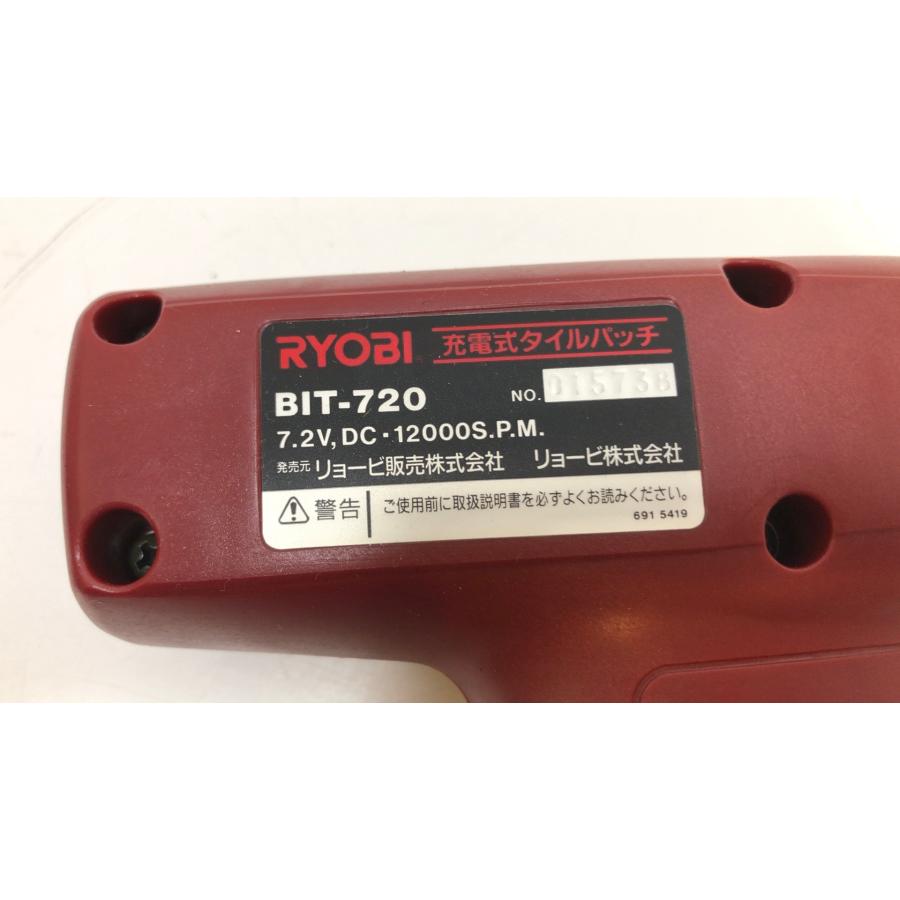 RYOBI 充電式タイルパッチ
BIT-720 NO. 015738
7.2V, DC・12000S.P.M.
発売元 リョービ販売株式会社 リョービ株式会社
警告 ご使用前に取扱説明書を必ずよくお読みください。
691 5419